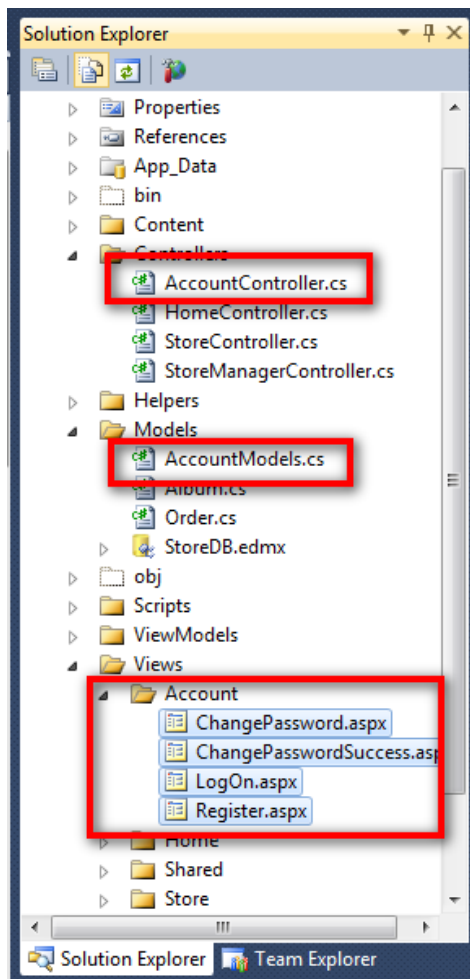 Solution Explorer
Properties
References
App_Data
bin
Content
Controllers
AccountController.cs
HomeController.cs
StoreController.cs
StoreManagerController.cs
Helpers
Models
AccountModels.cs
Album.cs
Order.cs
StoreDB.edmx
obj
Scripts
ViewModels
Views
Account
ChangePassword.aspx
ChangePasswordSuccess.asp
LogOn.aspx
Register.aspx
Home
Shared
Store
Solution Explorer Team Explorer